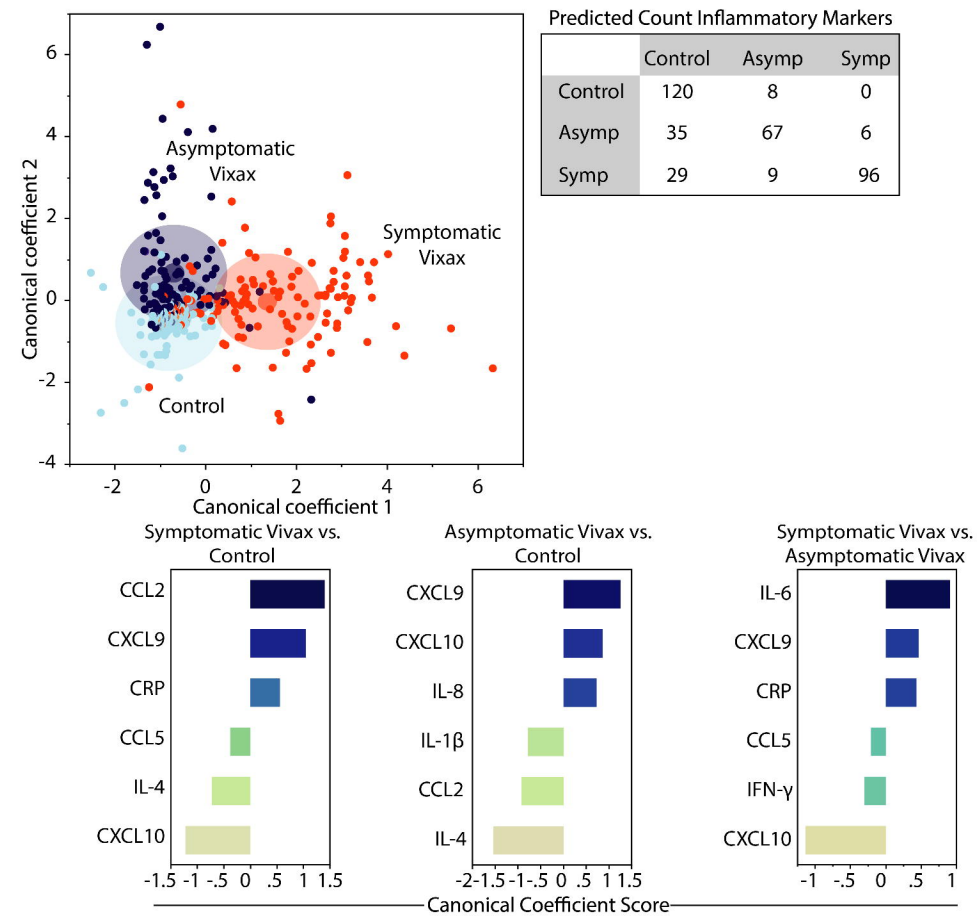 Predicted Count Inflammatory Markers
Control Asymp Symp
Control 120 8 0
Asymp 35 67 6
Symp 29 9 96
Canonical coefficient 2
6
4
2
0
-2
-4
Asymptomatic
Vixax
Symptomatic
Vixax
Control
-2 0 2 4 6
Canonical coefficient 1
Symptomatic Vivax vs.
Control
CCL2
CXCL9
CRP
CCL5
IL-4
CXCL10
-1.5 -1 -.5 0 .5 1 1.5
Asymptomatic Vivax vs.
Control
CXCL9
CXCL10
IL-8
IL-1β
CCL2
IL-4
-2 -1.5 -1 -.5 0 .5 1 1.5
Symptomatic Vivax vs.
Asymptomatic Vivax
IL-6
CXCL9
CRP
CCL5
IFN-γ
CXCL10
-1 -.5 0 .5 1
Canonical Coefficient Score